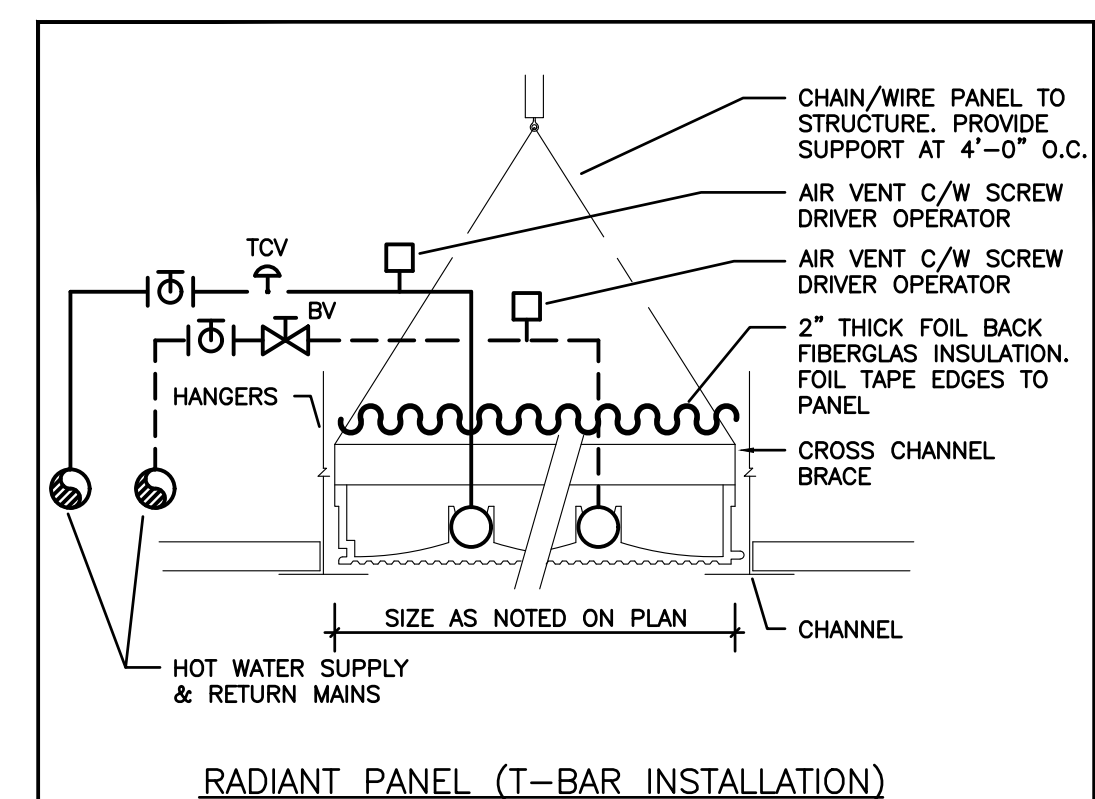 CHAIN/WIRE PANEL TO
STRUCTURE. PROVIDE
SUPPORT AT 4'-0" O.C.
AIR VENT C/W SCREW
DRIVER OPERATOR
AIR VENT C/W SCREW
DRIVER OPERATOR
TCV
BV
2" THICK FOIL BACK
FIBERGLAS INSULATION.
FOIL TAPE EDGES TO
PANEL
HANGERS
CROSS CHANNEL
BRACE
SIZE AS NOTED ON PLAN
CHANNEL
HOT WATER SUPPLY
& RETURN MAINS
RADIANT PANEL (T-BAR INSTALLATION)